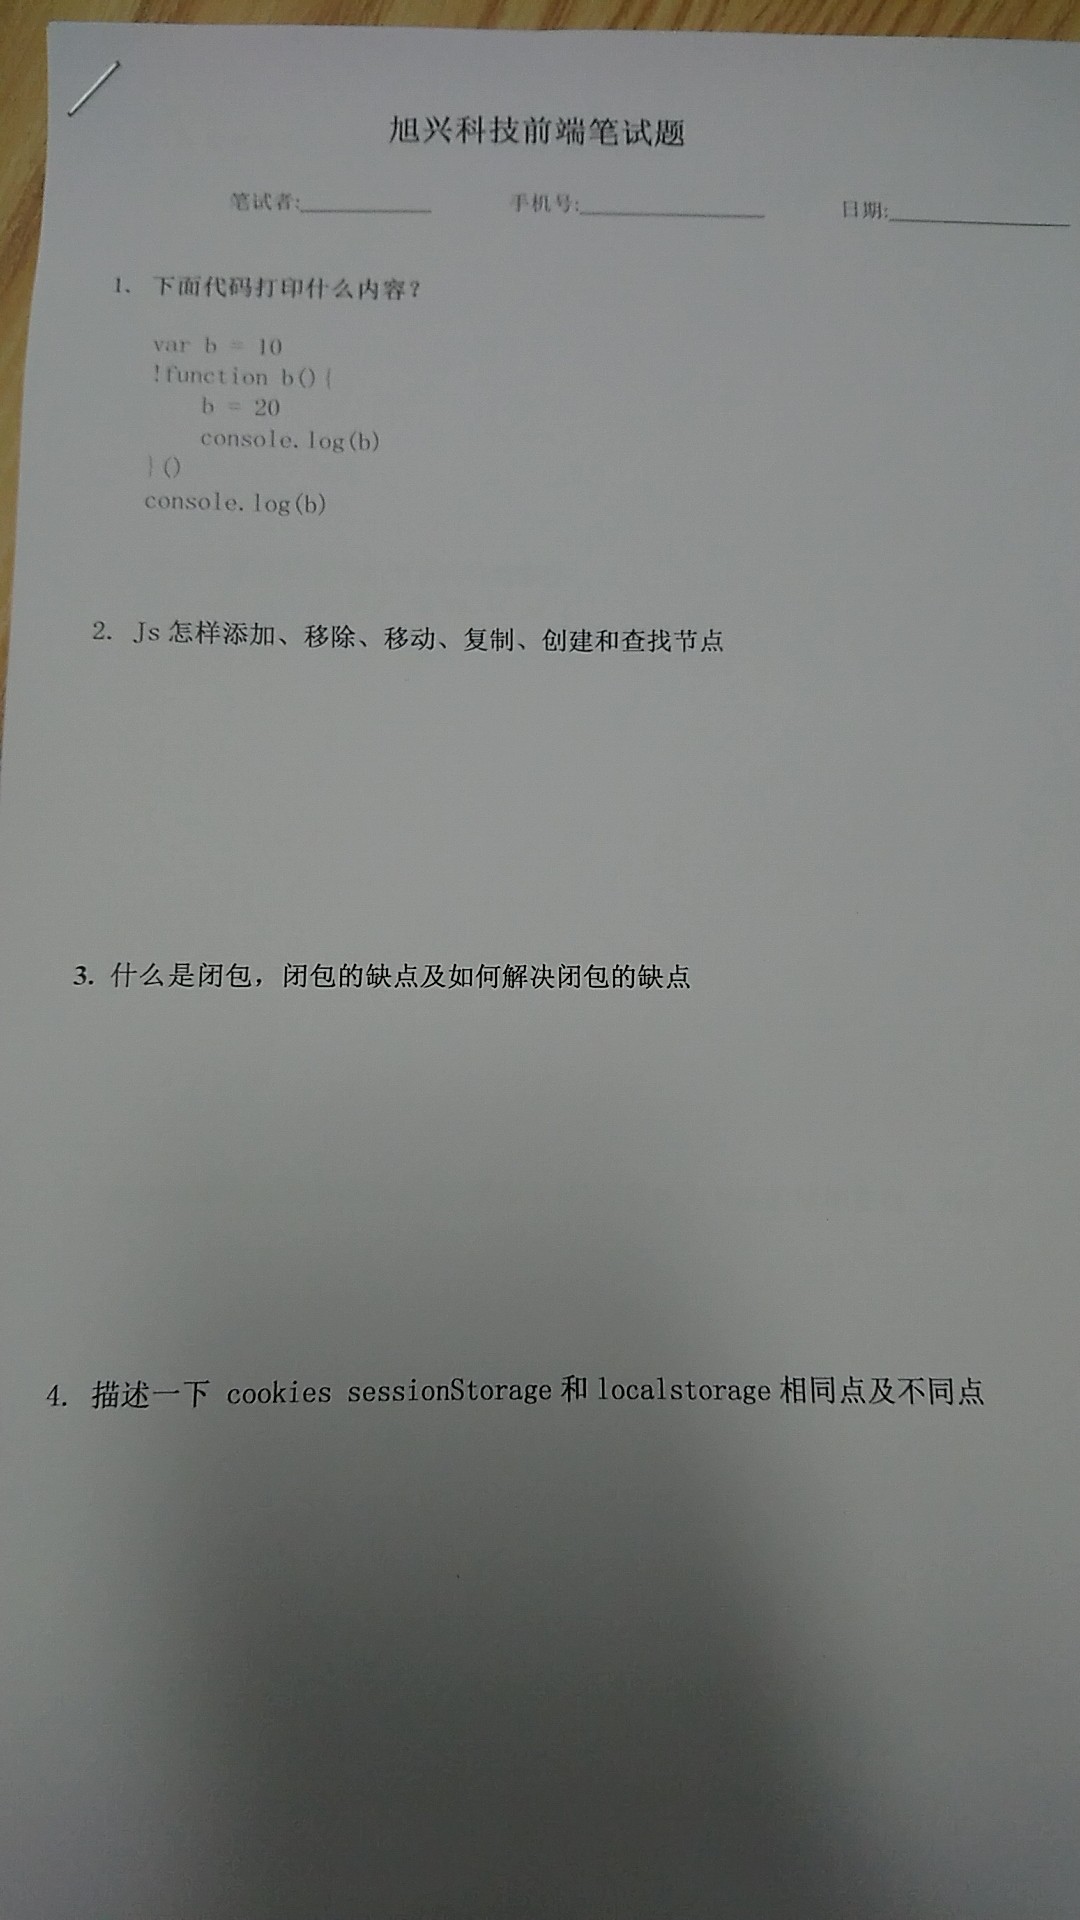 旭兴科技前端笔试题
笔试者:__________ 手机号:______________ 日期:______________
1、下面代码打印什么内容？
var b = 10
!function b(){
b = 20
console.log(b)
}()
console.log(b)
2. Js 怎样添加、移除、移动、复制、创建和查找节点
3. 什么是闭包，闭包的缺点及如何解决闭包的缺点
4. 描述一下 cookies sessionStorage 和 localstorage 相同点及不同点